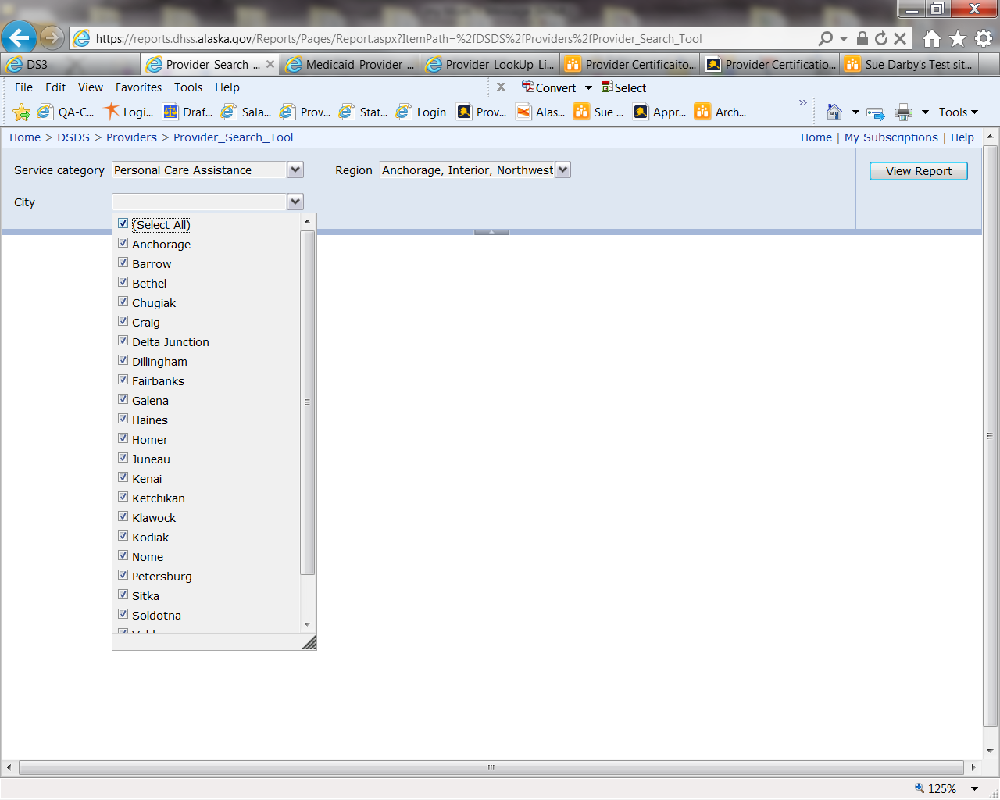 https://reports.dhss.alaska.gov/Reports/Pages/Report.aspx?ItemPath=%2fDSDS%2fProviders%2fProvider_Search_Tool
DS3 Provider_Search_... Medicaid_Provider_... Provider_LookUp_Li... Provider Certificaito... Provider Certificatio... Sue Darby's Test sit...
File Edit View Favorites Tools Help x Convert Select
QA-C... Logi... Draf... Sala... Prov... Stat... Login Prov... Alas... Sue ... Appr... Arch... » Tools
Home > DSDS > Providers > Provider_Search_Tool Home | My Subscriptions | Help
Service category Personal Care Assistance Region Anchorage, Interior, Northwest View Report
City
(Select All)
Anchorage
Barrow
Bethel
Chugiak
Craig
Delta Junction
Dillingham
Fairbanks
Galena
Haines
Homer
Juneau
Kenai
Ketchikan
Klawock
Kodiak
Nome
Petersburg
Sitka
Soldotna
125%